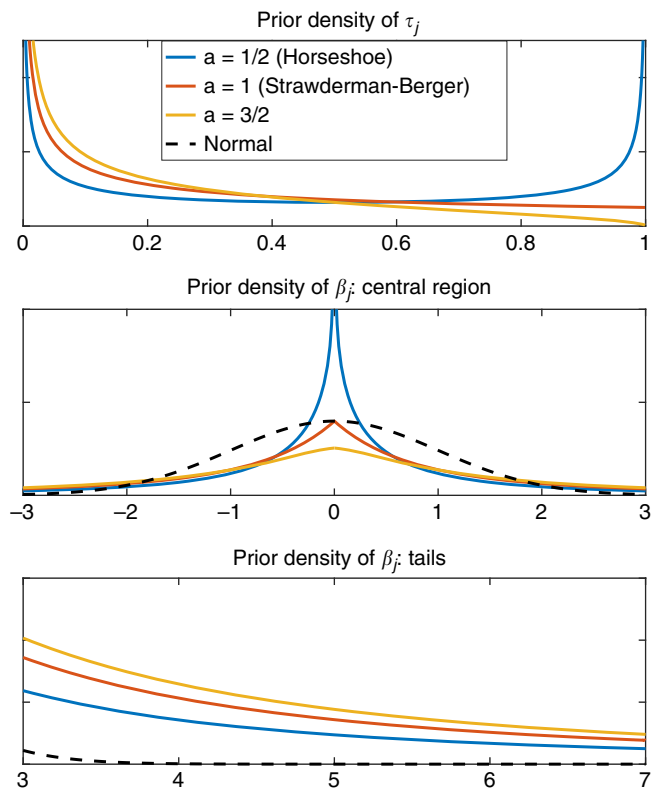 Prior density of τj
a = 1/2 (Horseshoe)
a = 1 (Strawderman-Berger)
a = 3/2
Normal
0 0.2 0.4 0.6 0.8 1
Prior density of βj: central region
−3 −2 −1 0 1 2 3
Prior density of βj: tails
3 4 5 6 7